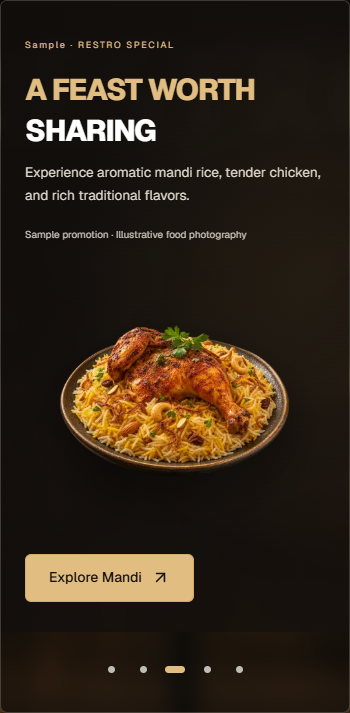 Sample · RESTRO SPECIAL
A FEAST WORTH
SHARING
Experience aromatic mandi rice, tender chicken,
and rich traditional flavors.
Sample promotion · Illustrative food photography
Explore Mandi